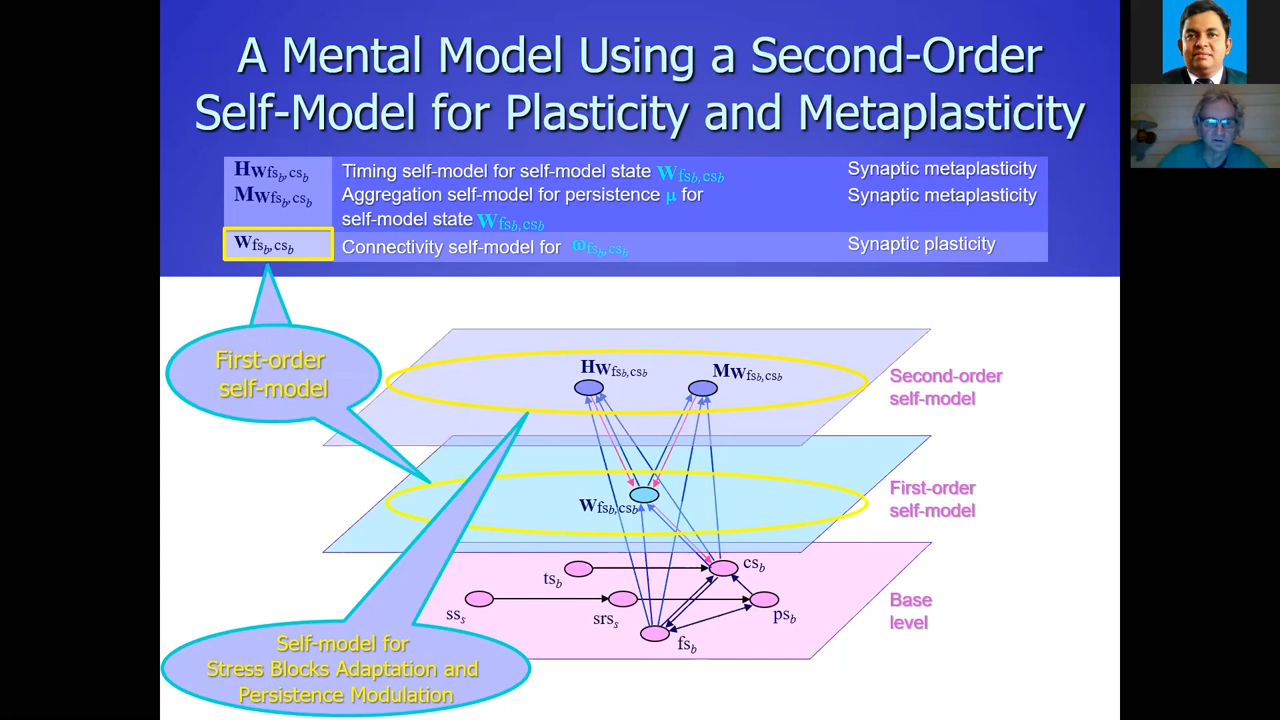 A Mental Model Using a Second-Order
Self-Model for Plasticity and Metaplasticity
HWfsb,csb Timing self-model for self-model state Wfsb,csb Synaptic metaplasticity
MWfsb,csb Aggregation self-model for persistence μ for Synaptic metaplasticity
self-model state Wfsb,csb
Wfsb,csb Connectivity self-model for ωfsb,csb Synaptic plasticity
First-order
self-model
HWfsb,csb MWfsb,csb
Second-order
self-model
Wfsb,csb
First-order
self-model
tsb csb
sss srss psb
fsb
Base
level
Self-model for
Stress Blocks Adaptation and
Persistence Modulation